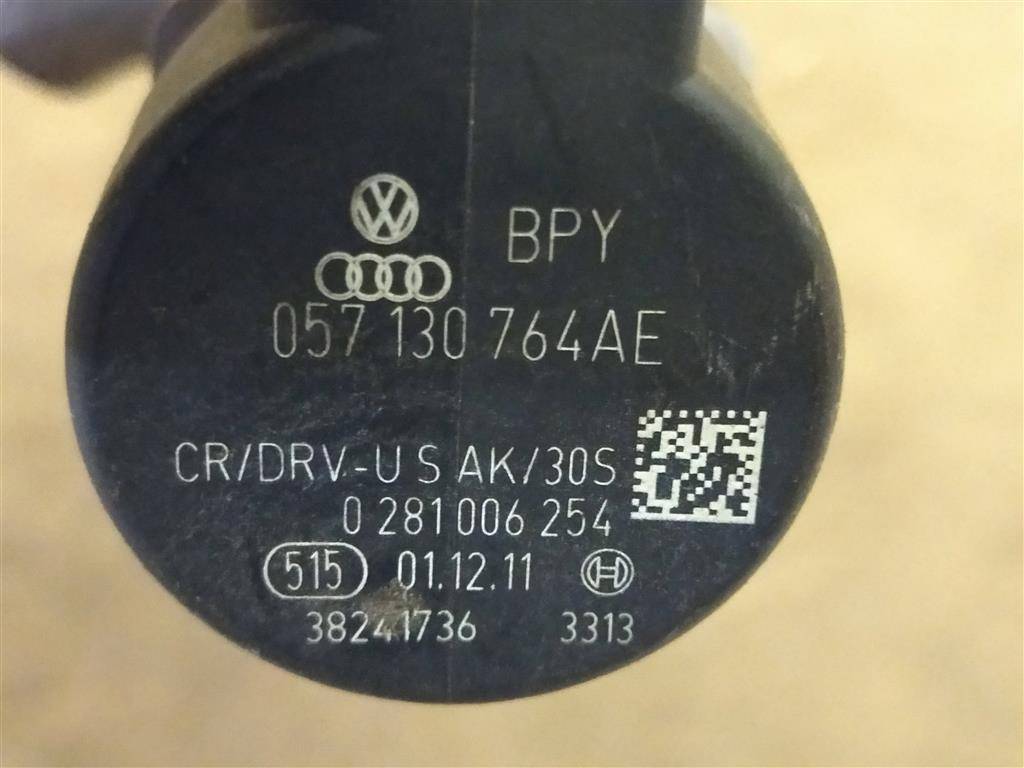 BPY
057 130 764AE
CR/DRV-U S AK/30S
0 281 006 254
515 01.12.11
38241736 3313